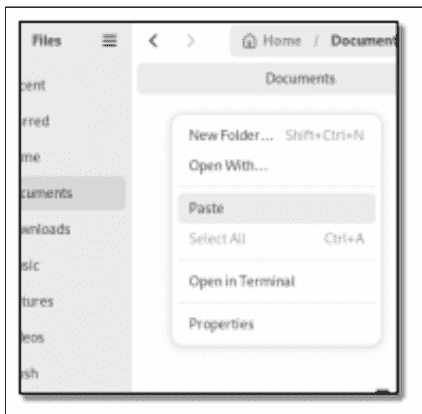 Files
Home / Document
Documents
cent
rred
me
cuments
wnloads
sic
tures
eos
sh
New Folder... Shift+Ctrl+N
Open With...
Paste
Select All Ctrl+A
Open in Terminal
Properties